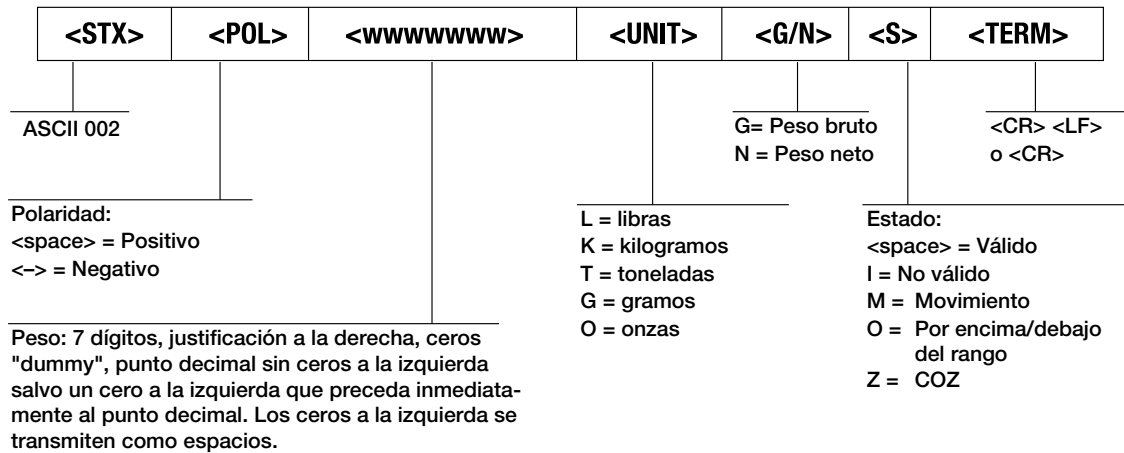 <STX> <POL> <wwwwwww> <UNIT> <G/N> <S> <TERM>
ASCII 002
G= Peso bruto
N = Peso neto
<CR> <LF>
o <CR>
Polaridad:
<space> = Positivo
<–> = Negativo
L = libras
K = kilogramos
T = toneladas
G = gramos
O = onzas
Estado:
<space> = Válido
I = No válido
M = Movimiento
O = Por encima/debajo
del rango
Z = COZ
Peso: 7 dígitos, justificación a la derecha, ceros
"dummy", punto decimal sin ceros a la izquierda
salvo un cero a la izquierda que preceda inmediata-
mente al punto decimal. Los ceros a la izquierda se
transmiten como espacios.